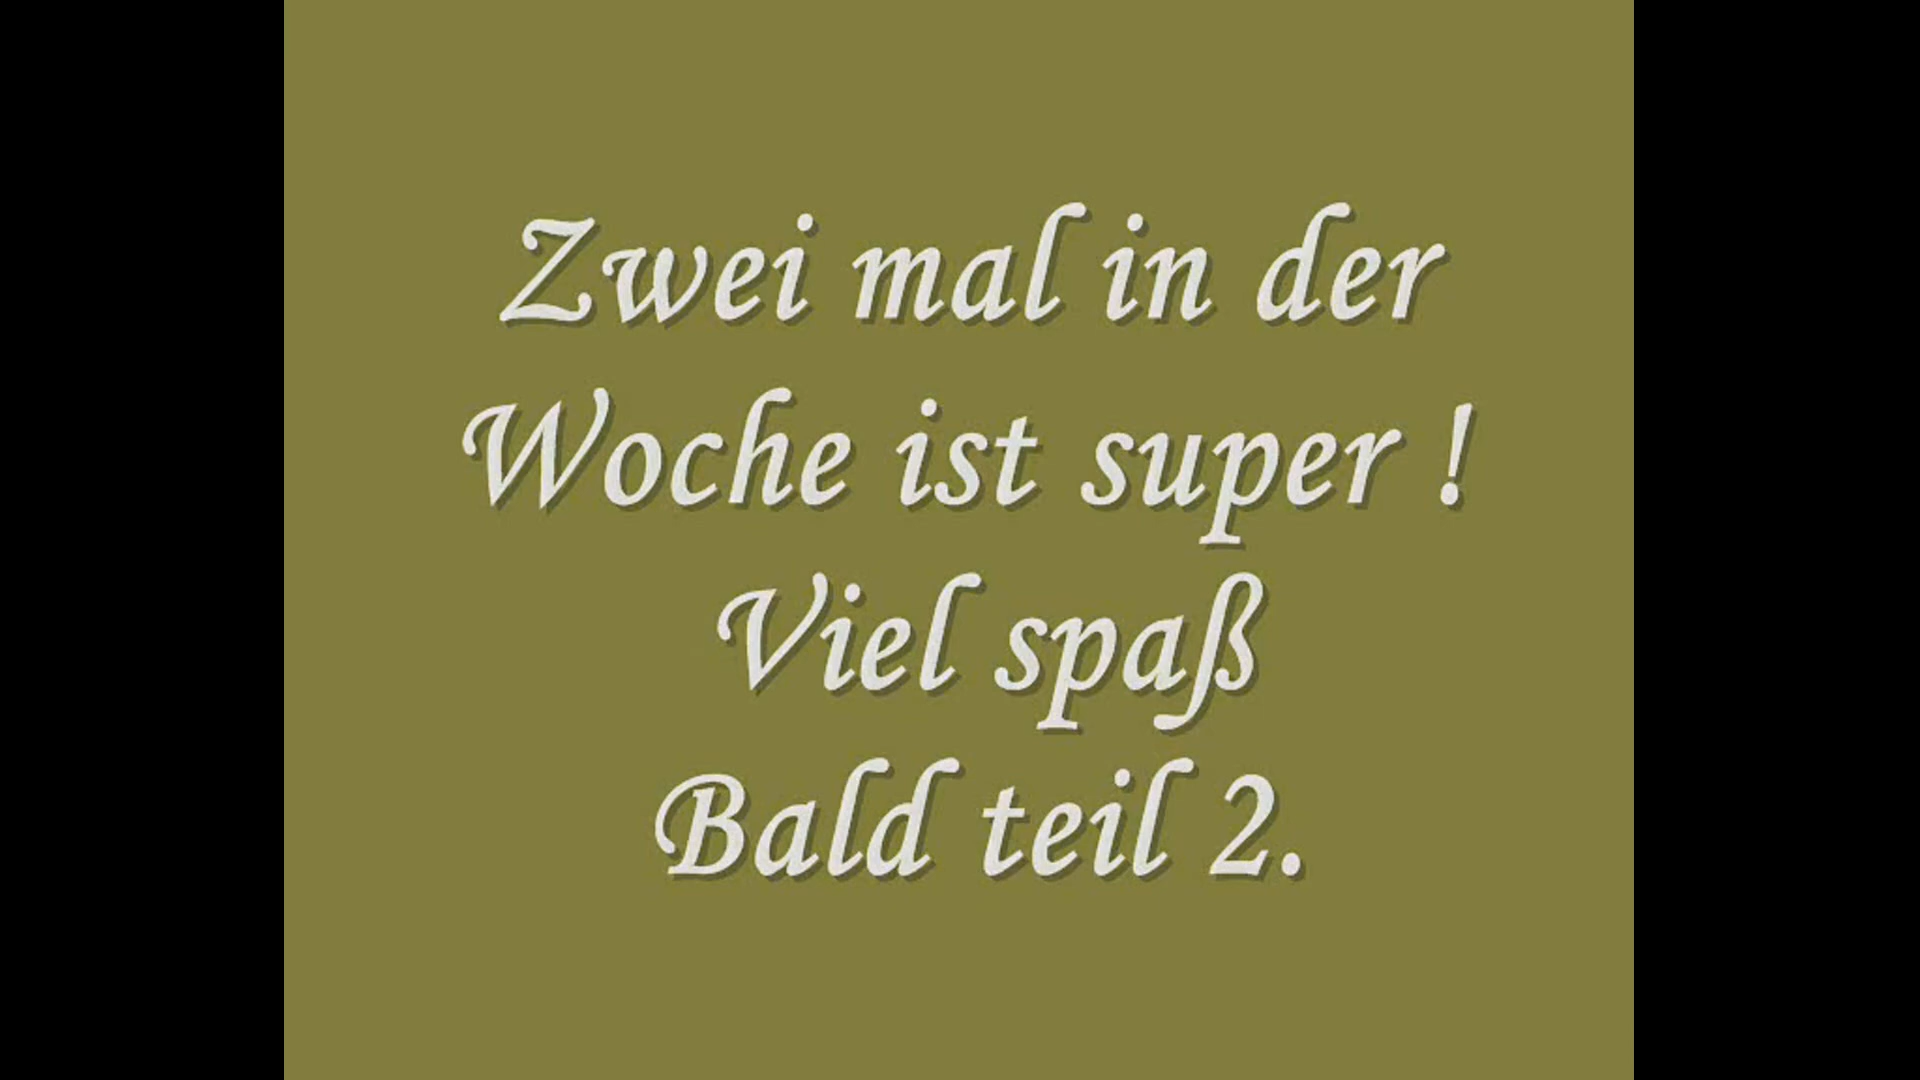 Zwei mal in der
Woche ist super !
Viel spaß
Bald teil 2.